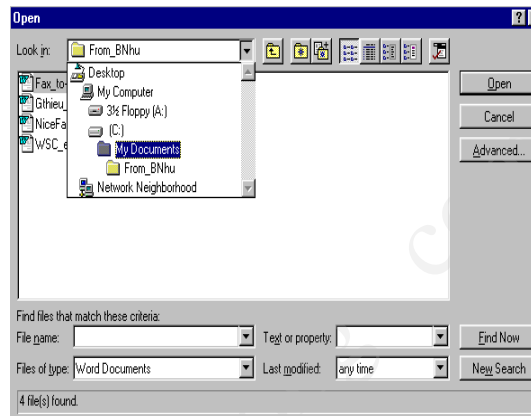 Open
Look in: From_BNhu
Desktop
My Computer
3½ Floppy (A:)
(C:)
My Documents
From_BNhu
Network Neighborhood
Fax_to
Gthieu_
NiceFa
WSC_e
Open
Cancel
Advanced...
Find files that match these criteria:
File name: Text or property: Find Now
Files of type: Word Documents Last modified: any time New Search
4 file(s) found.